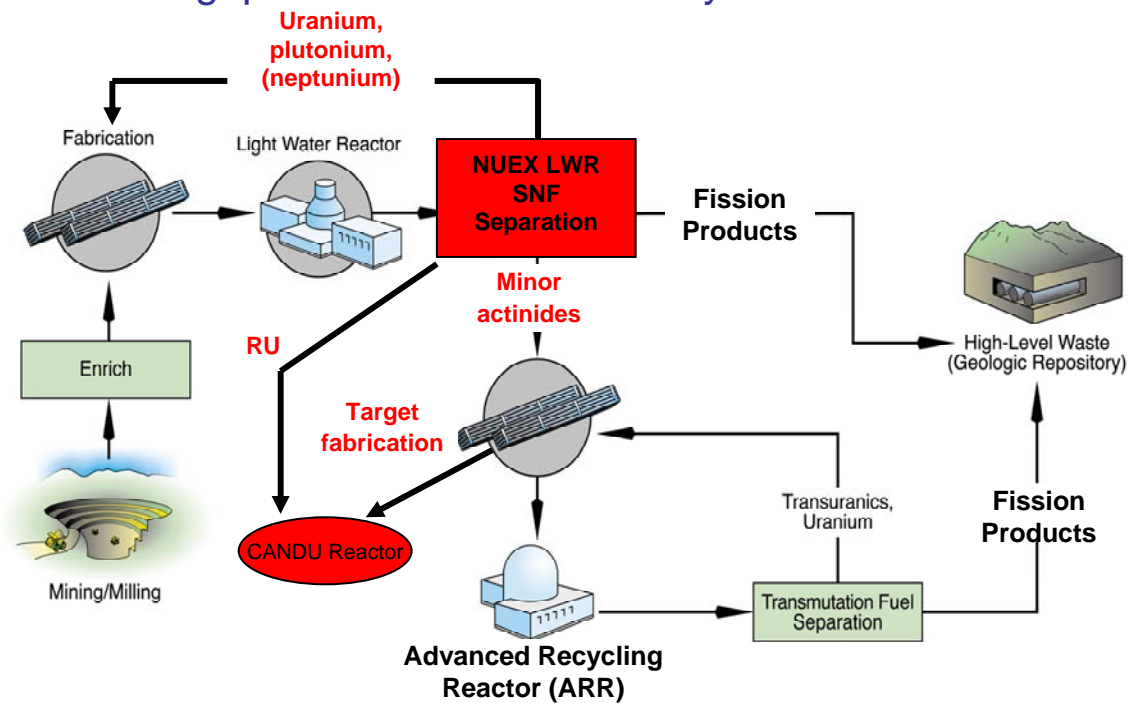 Uranium,
plutonium,
(neptunium)
Fabrication
Light Water Reactor
NUEX LWR
SNF
Separation
Fission
Products
Minor
actinides
RU
Enrich
High-Level Waste
(Geologic Repository)
Target
fabrication
Transuranics,
Uranium
Fission
Products
CANDU Reactor
Mining/Milling
Transmutation Fuel
Separation
Advanced Recycling
Reactor (ARR)